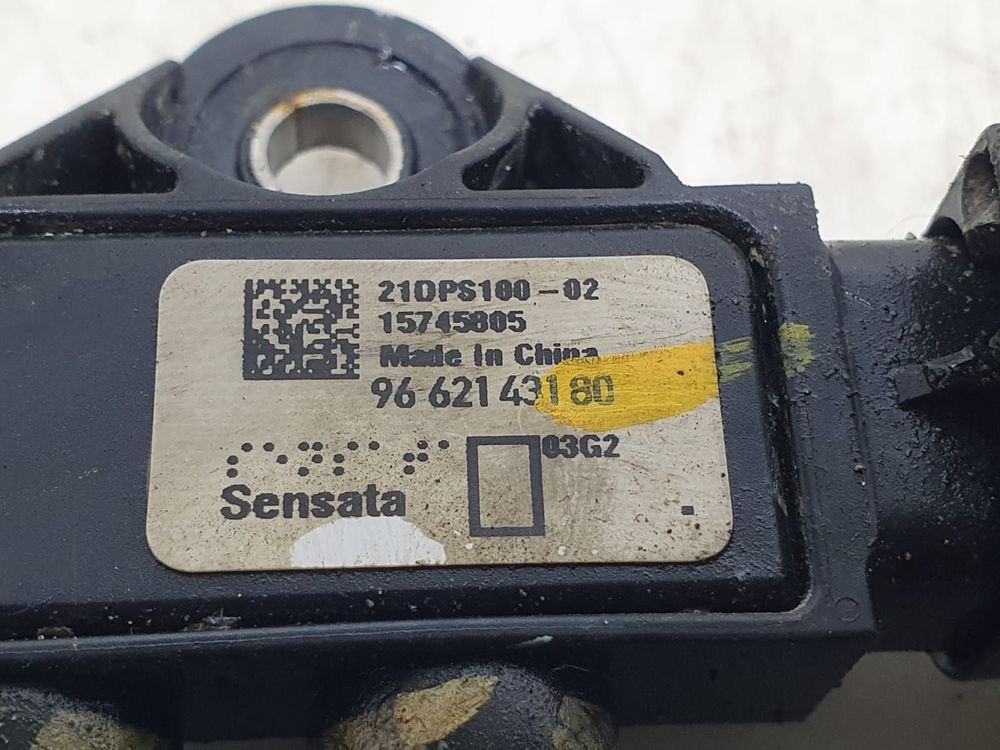 21DPS100-02
15745805
Made In China
96 621 431 80
03G2
Sensata